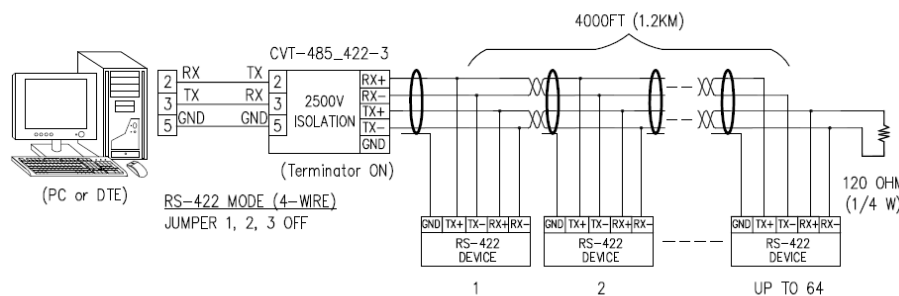 4000FT (1.2KM)
CVT-485_422-3
2 RX TX 2 RX+
3 TX RX 3 RX-
5 GND GND 5 TX+
TX-
GND
2500V
ISOLATION
(Terminator ON)
(PC or DTE)
RS-422 MODE (4-WIRE)
JUMPER 1, 2, 3 OFF
120 OHM
(1/4 W)
GND TX+ TX- RX+ RX-
RS-422
DEVICE
1
GND TX+ TX- RX+ RX-
RS-422
DEVICE
2
GND TX+ TX- RX+ RX-
RS-422
DEVICE
UP TO 64